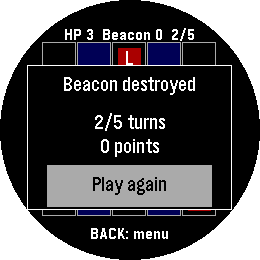 HP 3 Beacon 0 2/5
L
Beacon destroyed
2/5 turns
0 points
Play again
BACK: menu